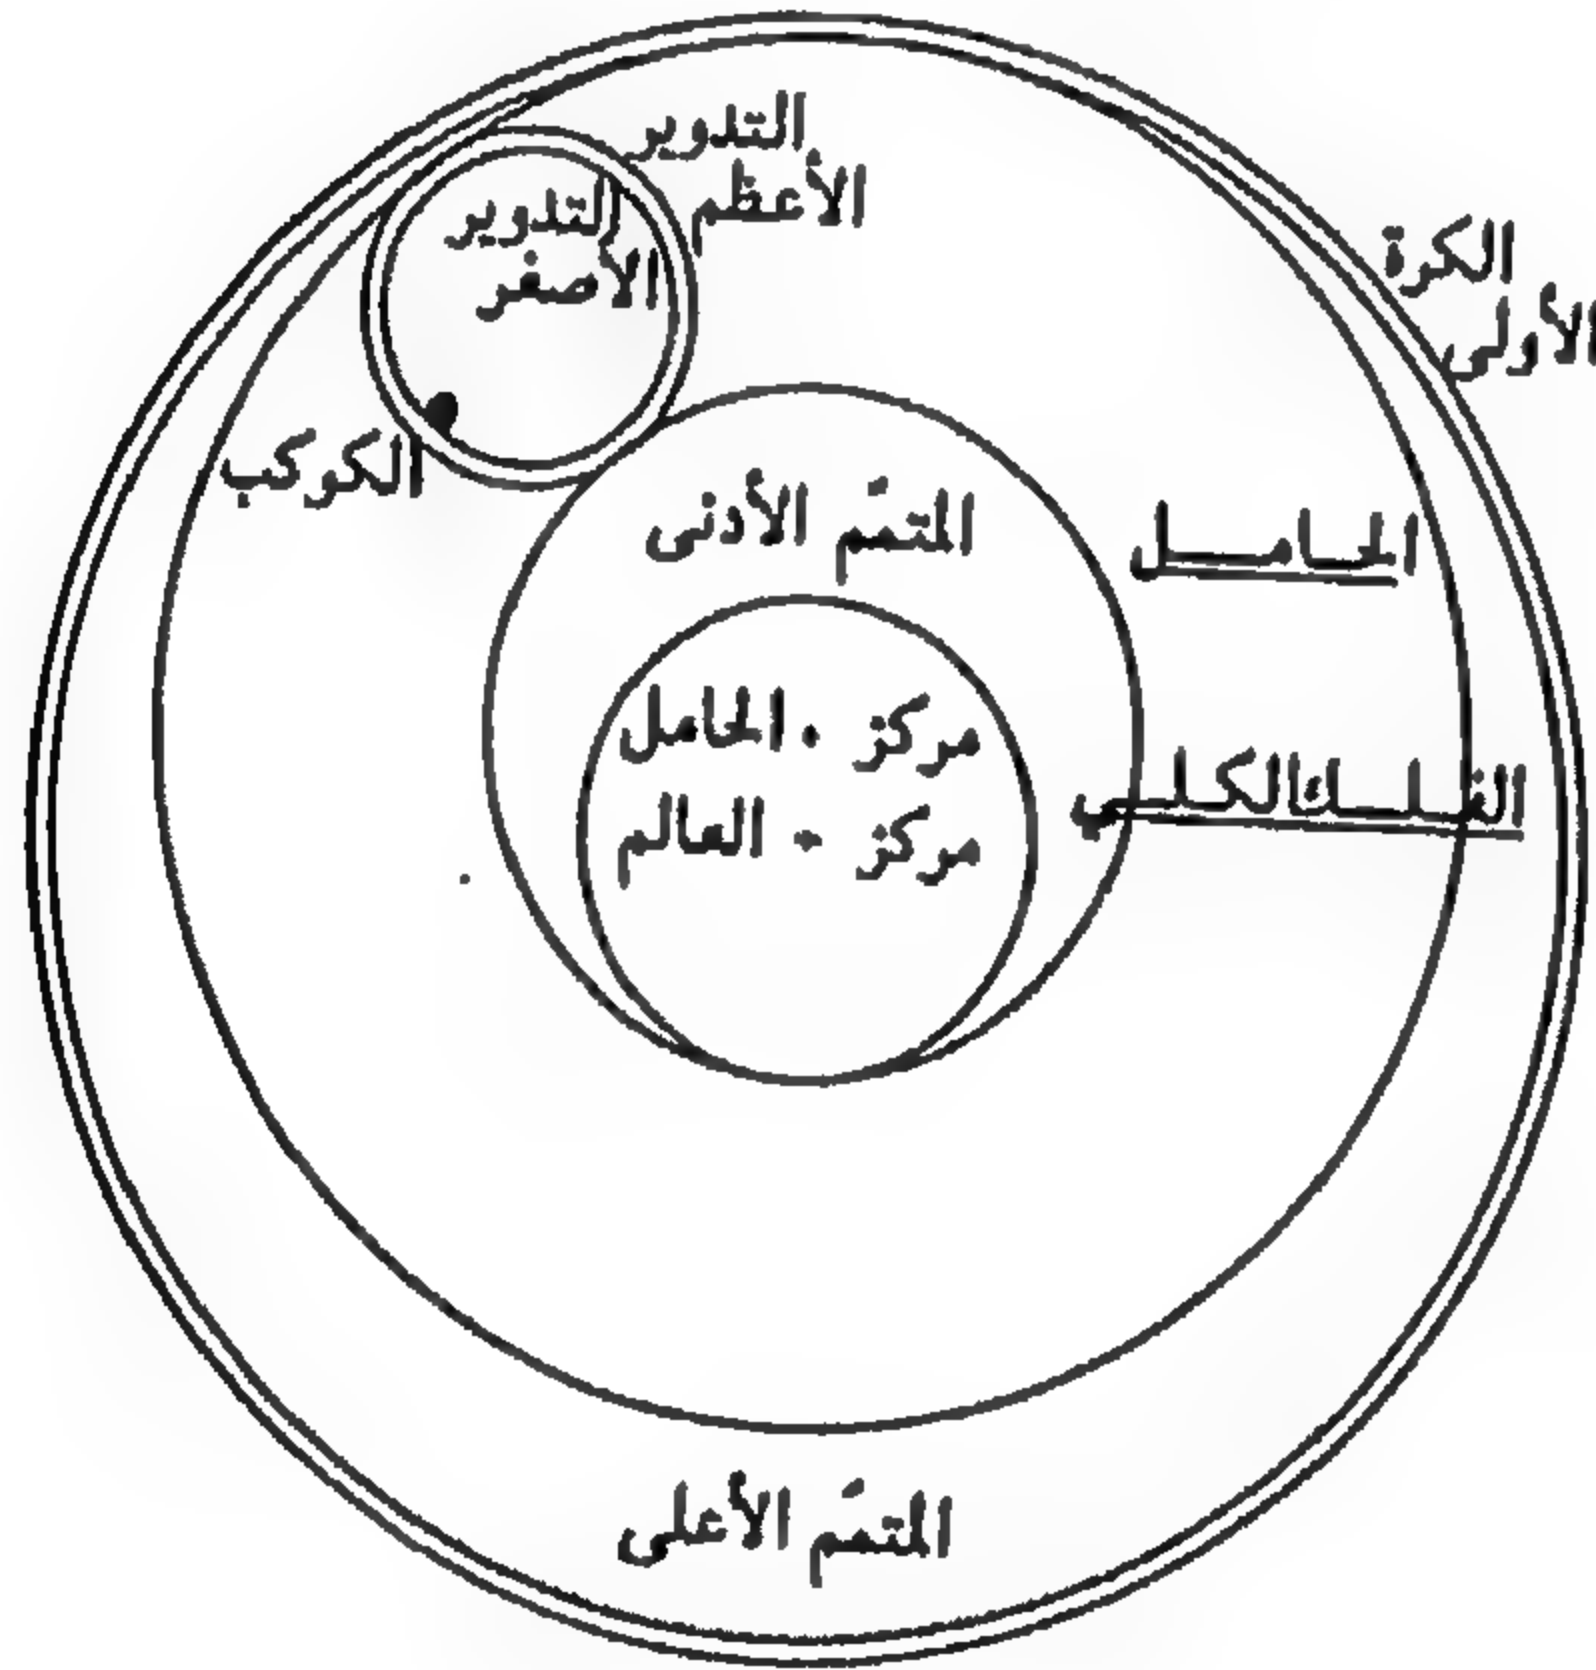 التدوير
الأعظم
التدوير
الأصغر
الكرة
الأولى
الكوكب
المتمّم الأدنى
الحامل
مركز . الحامل
الفلك الكلي
مركز . العالم
المتمّم الأعلى